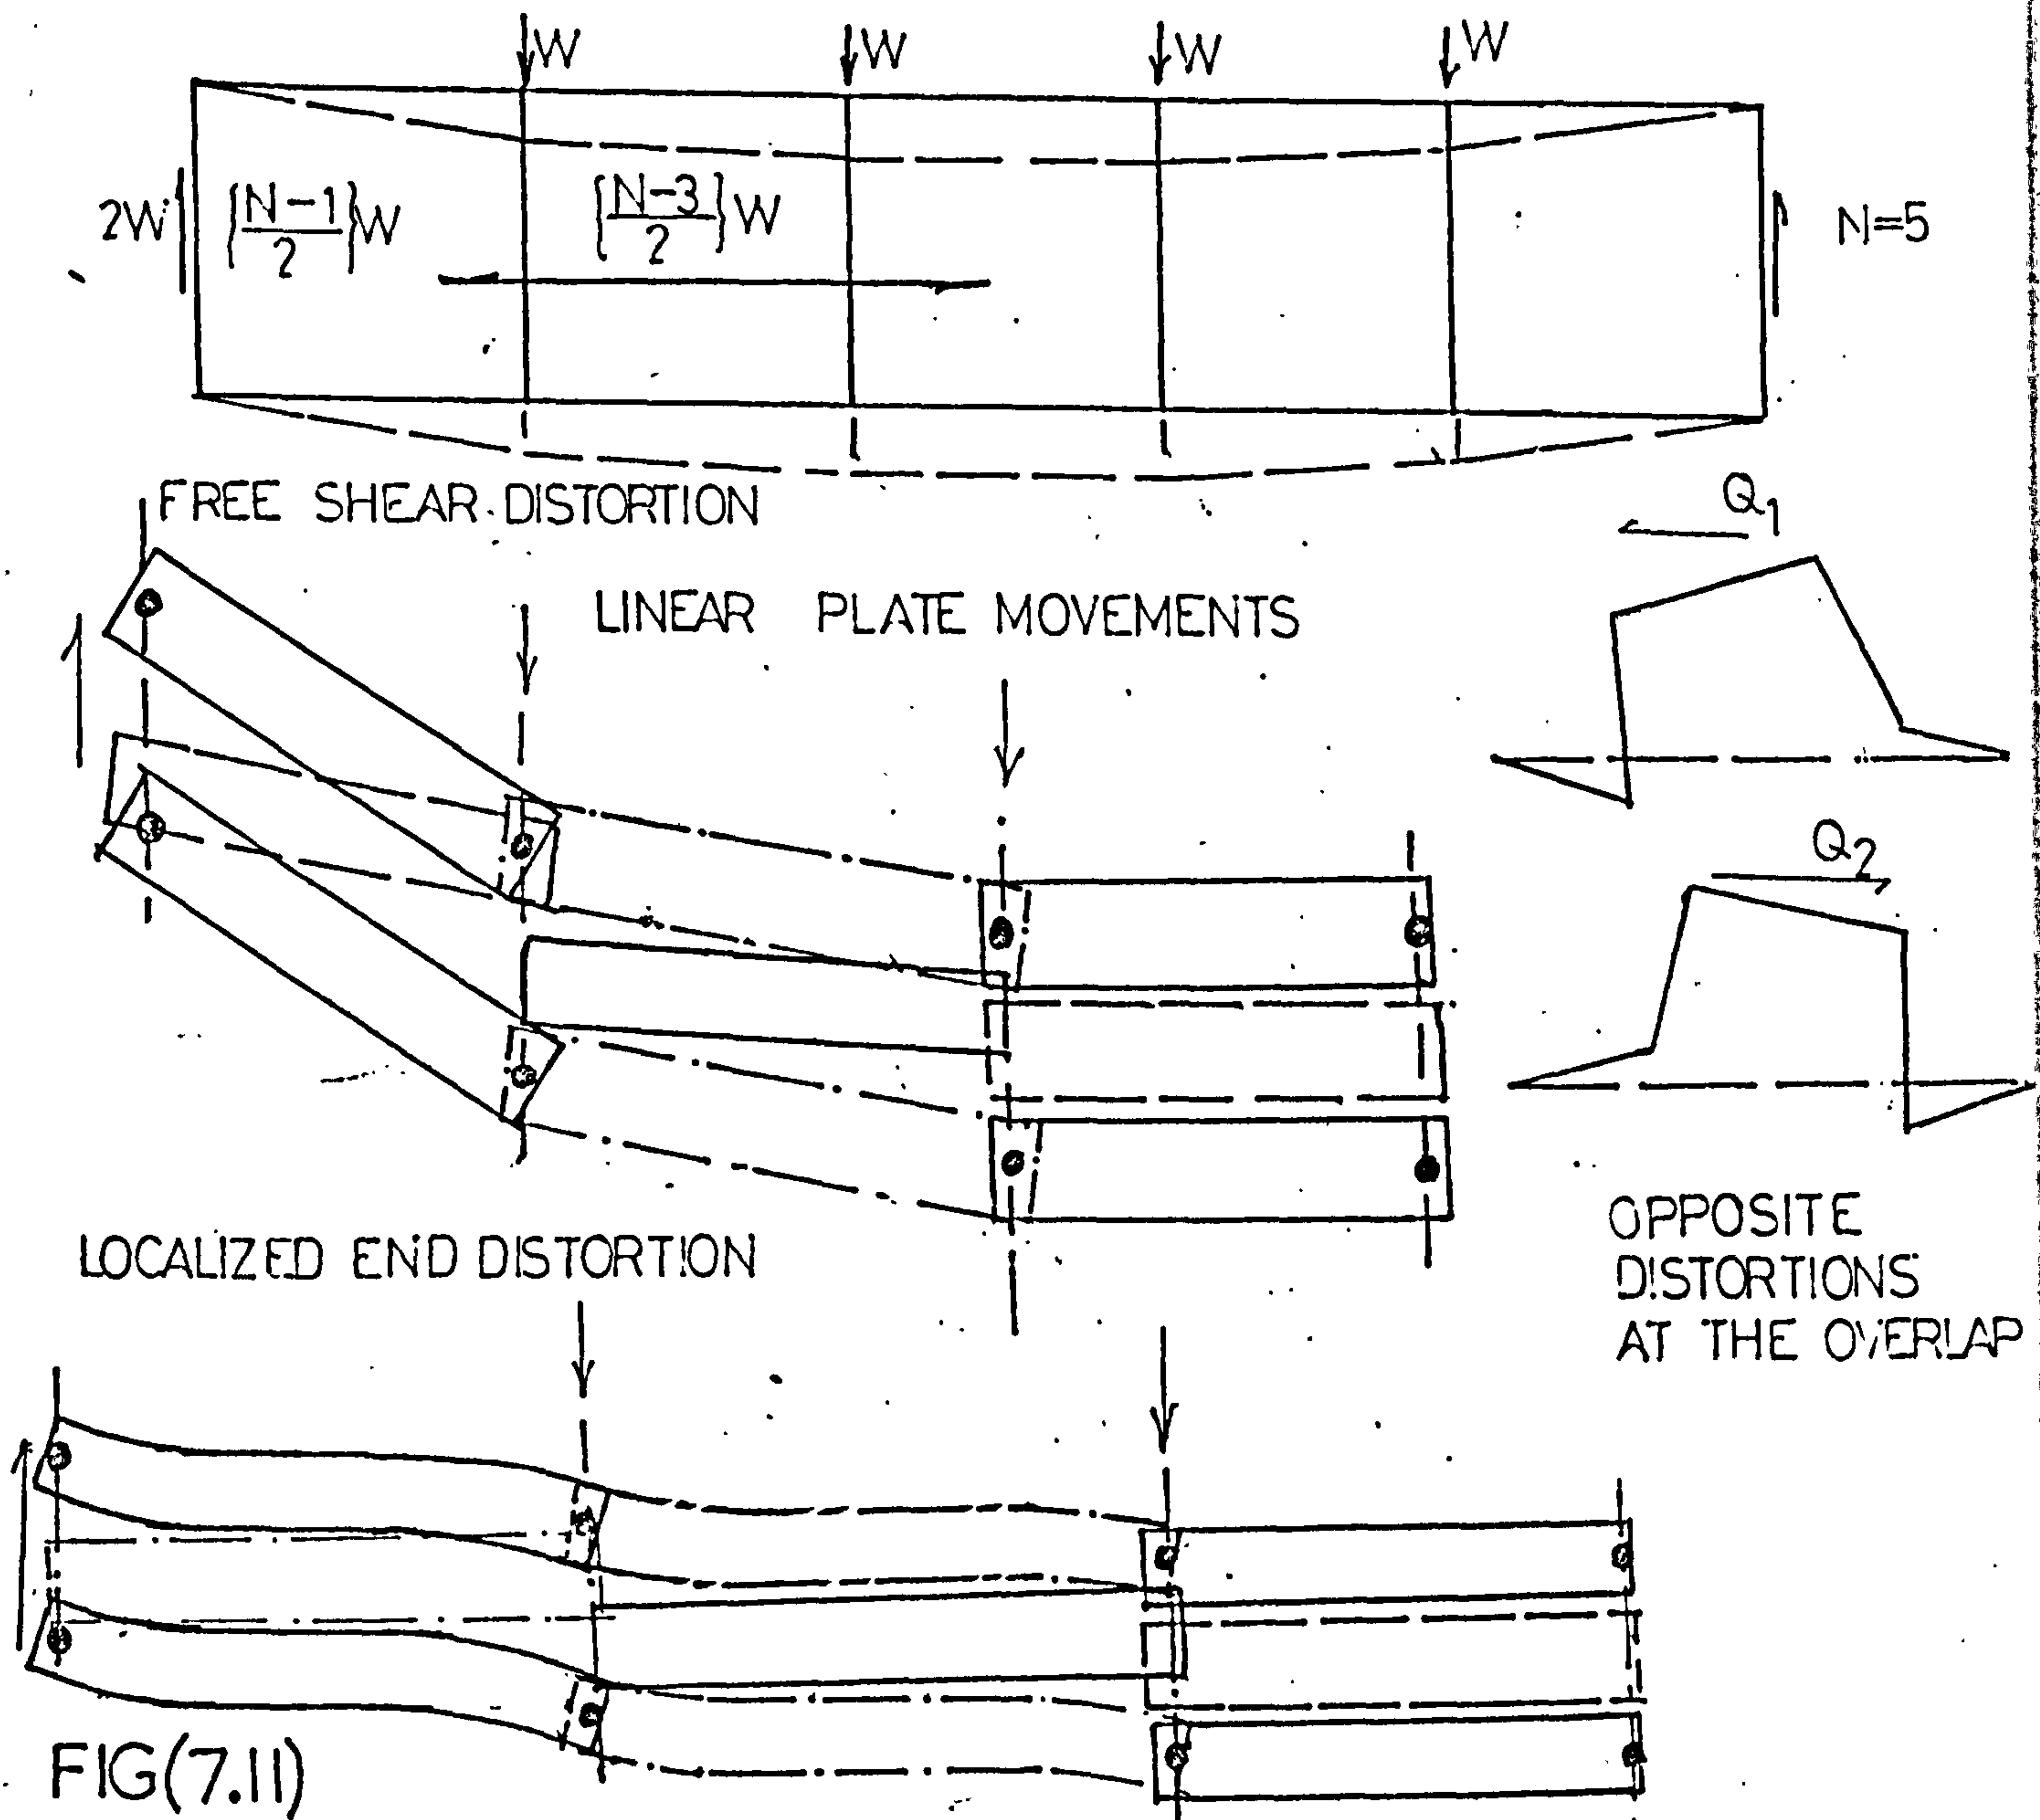 W W W W
2W {N-1/2}W {N-3/2}W N=5
FREE SHEAR DISTORTION
Q1
LINEAR PLATE MOVEMENTS
Q2
LOCALIZED END DISTORTION
OPPOSITE
DISTORTIONS
AT THE OVERLAP
FIG(7.11)